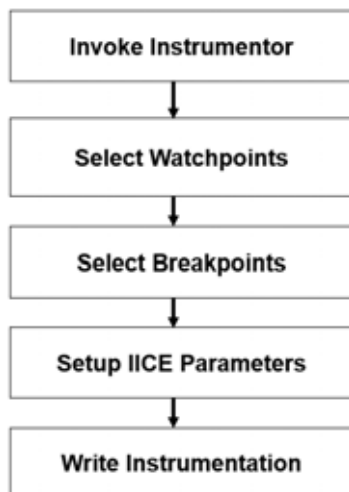 Invoke Instrumentor
Select Watchpoints
Select Breakpoints
Setup IICE Parameters
Write Instrumentation